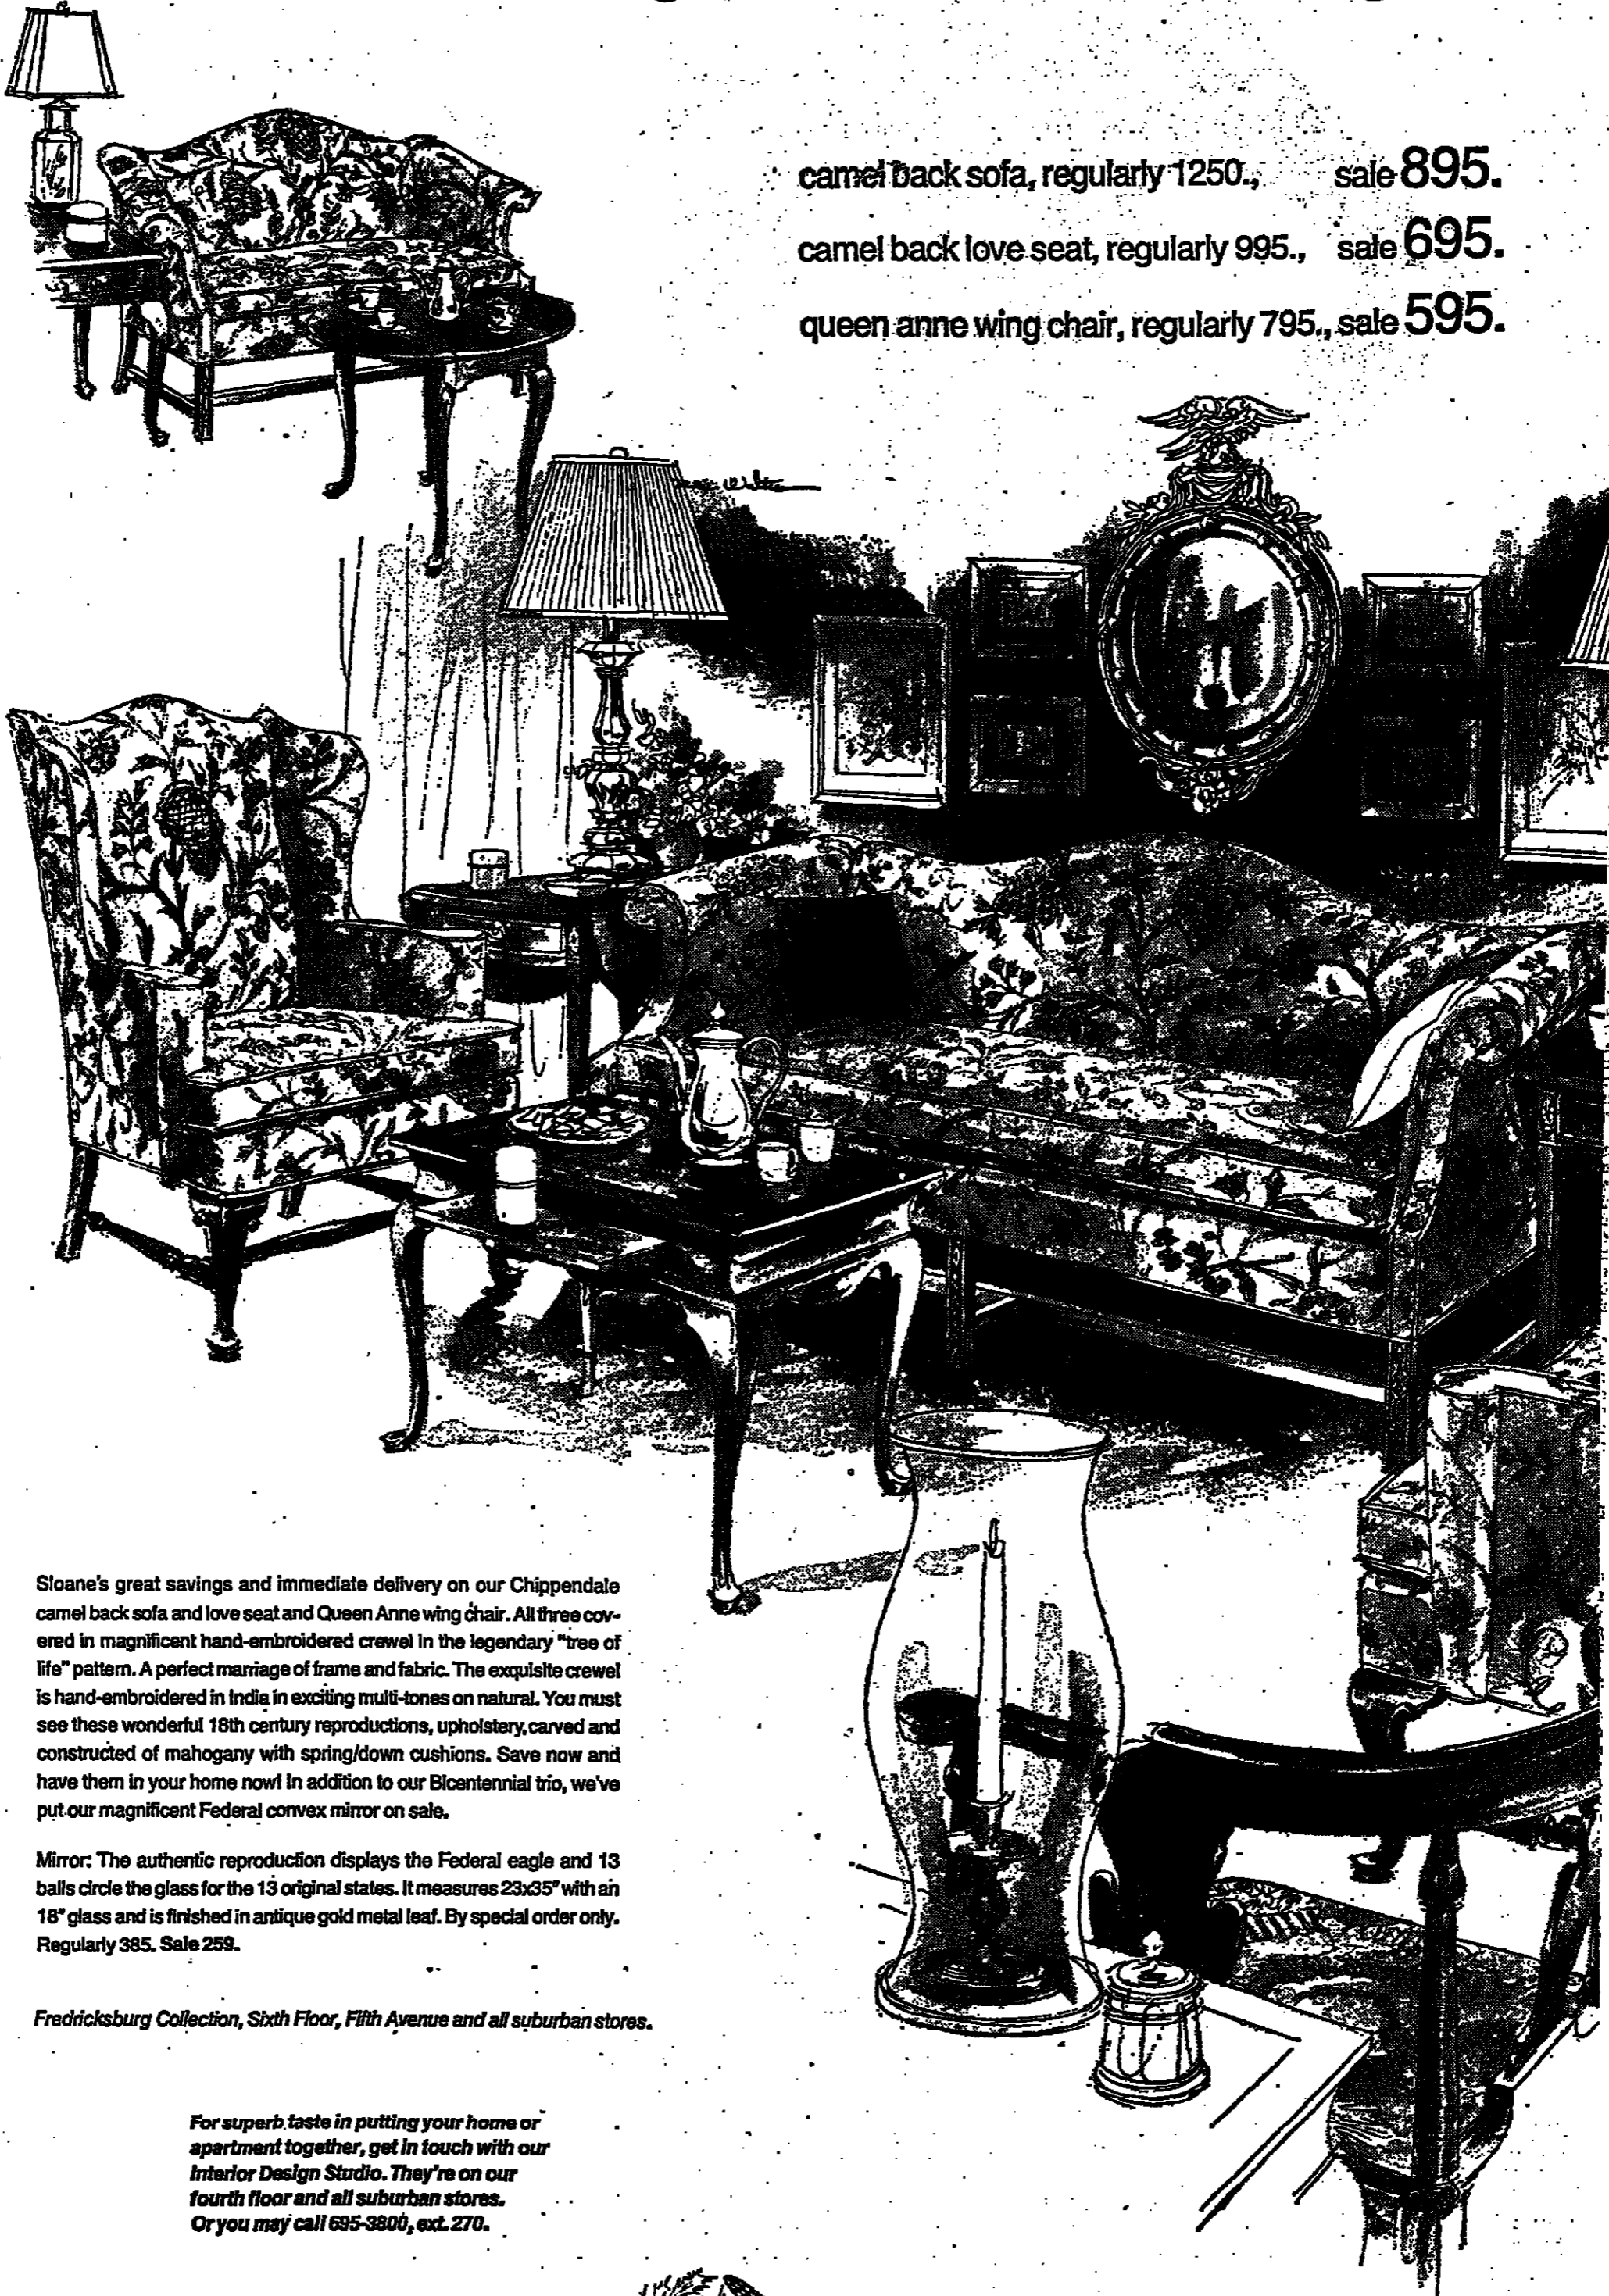 camel back sofa, regularly 1250., sale 895.
camel back love seat, regularly 995., sale 695.
queen anne wing chair, regularly 795., sale 595.
Sloane's great savings and immediate delivery on our Chippendale
camel back sofa and love seat and Queen Anne wing chair. All three cov-
ered in magnificent hand-embroidered crewel in the legendary "tree of
life" pattern. A perfect marriage of frame and fabric. The exquisite crewel
is hand-embroidered in India in exciting multi-tones on natural. You must
see these wonderful 18th century reproductions, upholstery, carved and
constructed of mahogany with spring/down cushions. Save now and
have them in your home now! In addition to our Bicentennial trio, we've
put our magnificent Federal convex mirror on sale.
Mirror: The authentic reproduction displays the Federal eagle and 13
balls circle the glass for the 13 original states. It measures 23x35" with an
18" glass and is finished in antique gold metal leaf. By special order only.
Regularly 385. Sale 259.
Fredricksburg Collection, Sixth Floor, Fifth Avenue and all suburban stores.
For superb taste in putting your home or
apartment together, get in touch with our
Interior Design Studio. They're on our
fourth floor and all suburban stores.
Or you may call 695-3800, ext. 270.